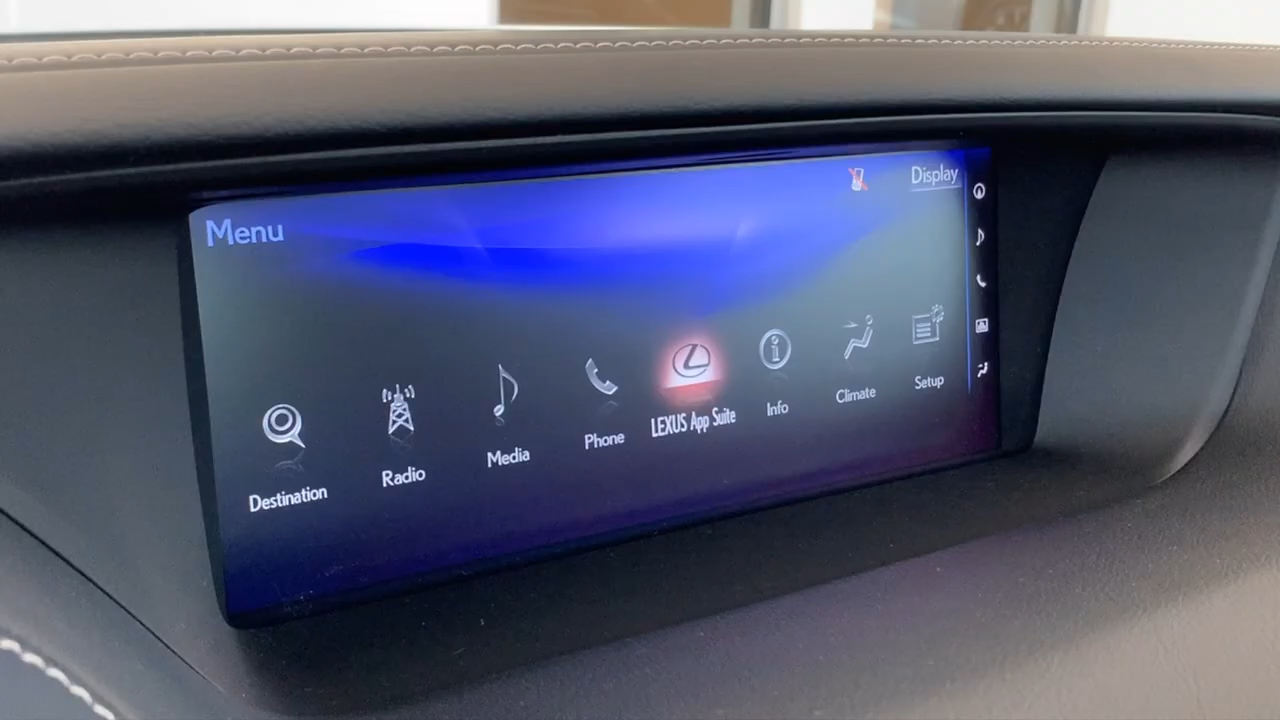 Menu
Display
Destination
Radio
Media
Phone
LEXUS App Suite
Info
Climate
Setup